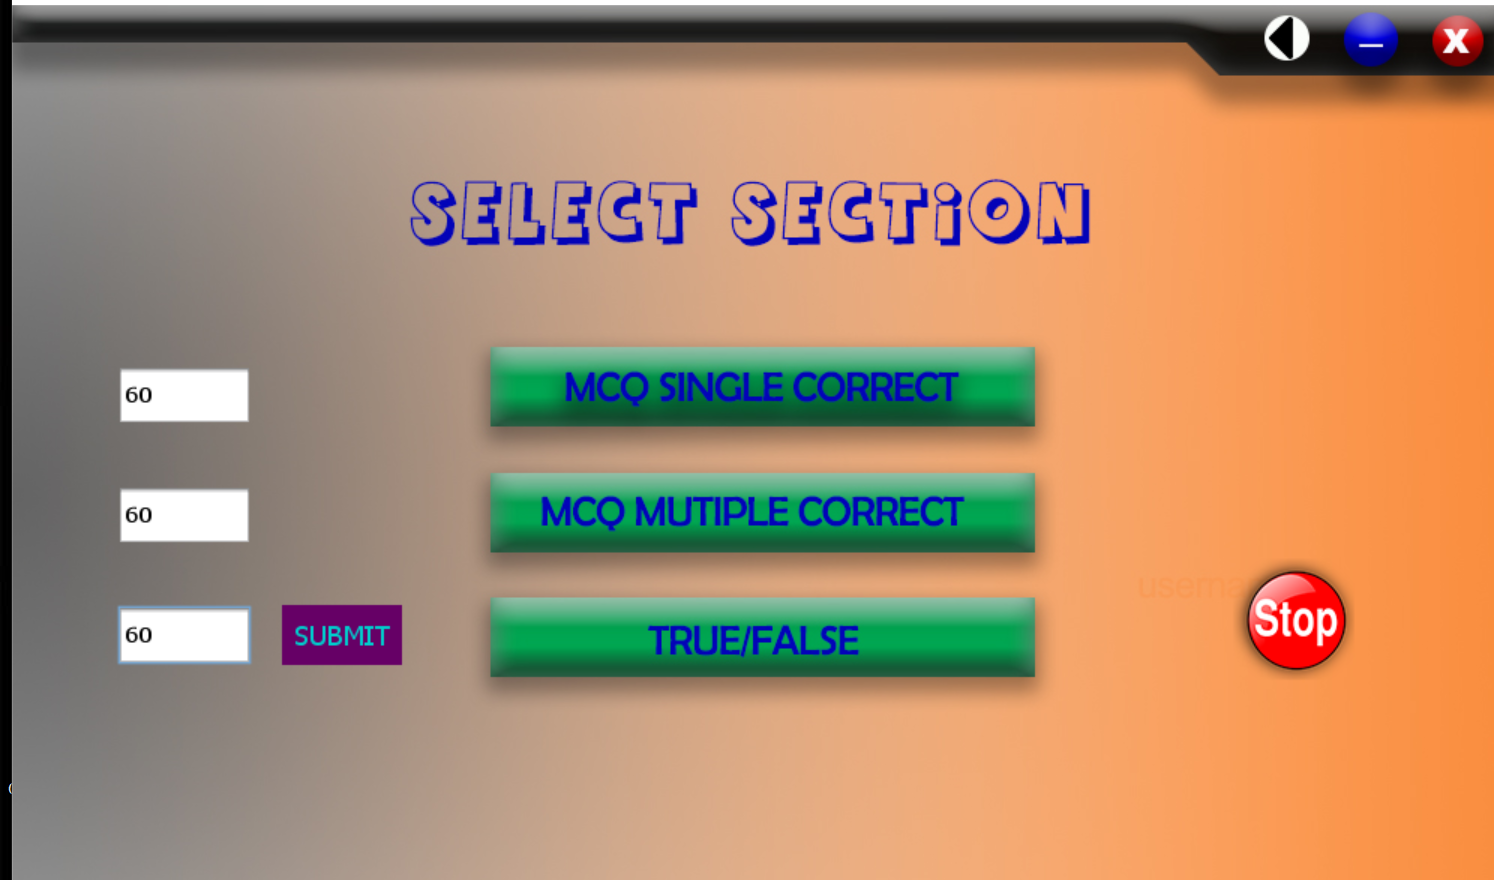 X
SELECT SECTION
60
MCQ SINGLE CORRECT
60
MCQ MUTIPLE CORRECT
60
SUBMIT
TRUE/FALSE
Stop